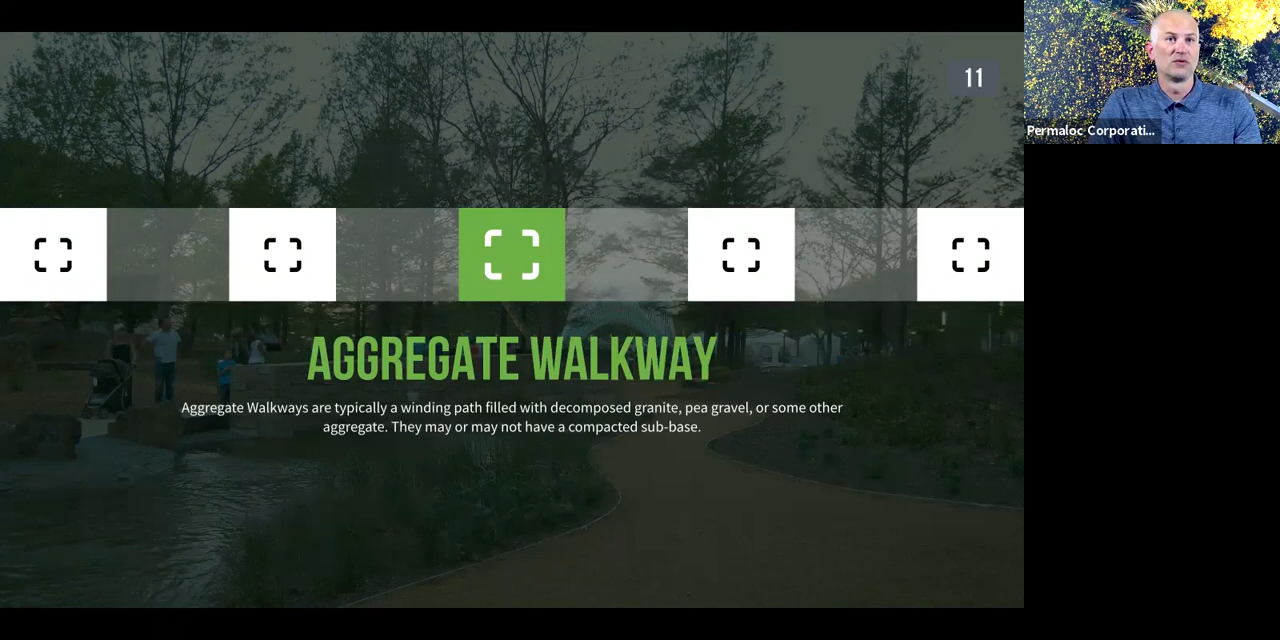 11
Permaloc Corporati...
AGGREGATE WALKWAY
Aggregate Walkways are typically a winding path filled with decomposed granite, pea gravel, or some other
aggregate. They may or may not have a compacted sub-base.